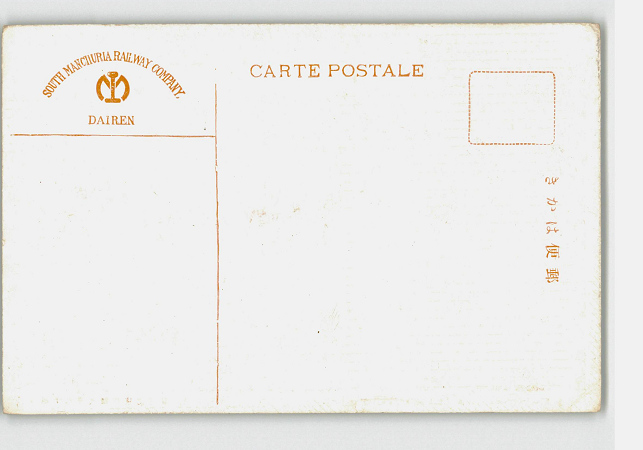 SOUTH MANCHURIA RAILWAY COMPANY.
DAIREN
CARTE POSTALE
郵便はかき